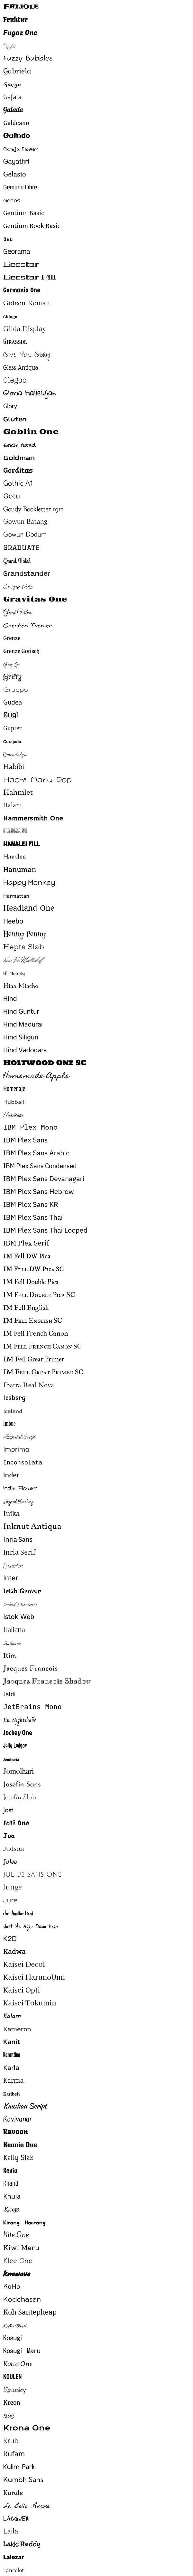 Frijole
Fruktur
Fugaz One
Fuggles
Fuzzy Bubbles
Gabriela
Gaegu
Gafata
Galada
Galdeano
Galindo
Gamja Flower
Gayathri
Gelasio
Gemunu Libre
Genos
Gentium Basic
Gentium Book Basic
Geo
Georama
Geostar
Geostar Fill
Germania One
Gideon Roman
Gidugu
Gilda Display
Girassol
Give You Glory
Glass Antiqua
Glegoo
Gloria Hallelujah
Glory
Gluten
Goblin One
Gochi Hand
Goldman
Gorditas
Gothic A1
Gotu
Goudy Bookletter 1911
Gowun Batang
Gowun Dodum
Graduate
Grand Hotel
Grandstander
Grape Nuts
Gravitas One
Great Vibes
Grechen Fuemen
Grenze
Grenze Gotisch
Grey Qo
Griffy
Gruppo
Gudea
Gugi
Gupter
Gurajada
Gwendolyn
Habibi
Hachi Maru Pop
Hahmlet
Halant
Hammersmith One
Hanalei
Hanalei Fill
Handlee
Hanuman
Happy Monkey
Harmattan
Headland One
Heebo
Henny Penny
Hepta Slab
Herr Von Muellerhoff
Hi Melody
Hina Mincho
Hind
Hind Guntur
Hind Madurai
Hind Siliguri
Hind Vadodara
Holtwood One SC
Homemade Apple
Homenaje
Hubballi
Hurricane
IBM Plex Mono
IBM Plex Sans
IBM Plex Sans Arabic
IBM Plex Sans Condensed
IBM Plex Sans Devanagari
IBM Plex Sans Hebrew
IBM Plex Sans KR
IBM Plex Sans Thai
IBM Plex Sans Thai Looped
IBM Plex Serif
IM Fell DW Pica
IM Fell DW Pica SC
IM Fell Double Pica
IM Fell Double Pica SC
IM Fell English
IM Fell English SC
IM Fell French Canon
IM Fell French Canon SC
IM Fell Great Primer
IM Fell Great Primer SC
Ibarra Real Nova
Iceberg
Iceland
Imbue
Imperial Script
Imprima
Inconsolata
Inder
Indie Flower
Ingrid Darling
Inika
Inknut Antiqua
Inria Sans
Inria Serif
Inspiration
Inter
Irish Grover
Island Moments
Istok Web
Italiana
Italianno
Itim
Jacques Francois
Jacques Francois Shadow
Jaldi
JetBrains Mono
Jim Nightshade
Jockey One
Jolly Lodger
Jomhuria
Jomolhari
Josefin Sans
Josefin Slab
Jost
Joti One
Jua
Judson
Julee
Julius Sans One
Junge
Jura
Just Another Hand
Just Me Again Down Here
K2D
Kadwa
Kaisei Decol
Kaisei HarunoUmi
Kaisei Opti
Kaisei Tokumin
Kalam
Kameron
Kanit
Karantina
Karla
Karma
Katibeh
Kaushan Script
Kavivanar
Kavoon
Keania One
Kelly Slab
Kenia
Khand
Khula
Kings
Kirang Haerang
Kite One
Kiwi Maru
Klee One
Knewave
KoHo
Kodchasan
Koh Santepheap
Kolker Brush
Kosugi
Kosugi Maru
Kotta One
Koulen
Kranky
Kreon
Kristi
Krona One
Krub
Kufam
Kulim Park
Kumbh Sans
Kurale
La Belle Aurore
Lacquer
Laila
Lakki Reddy
Lalezar
Lancelot